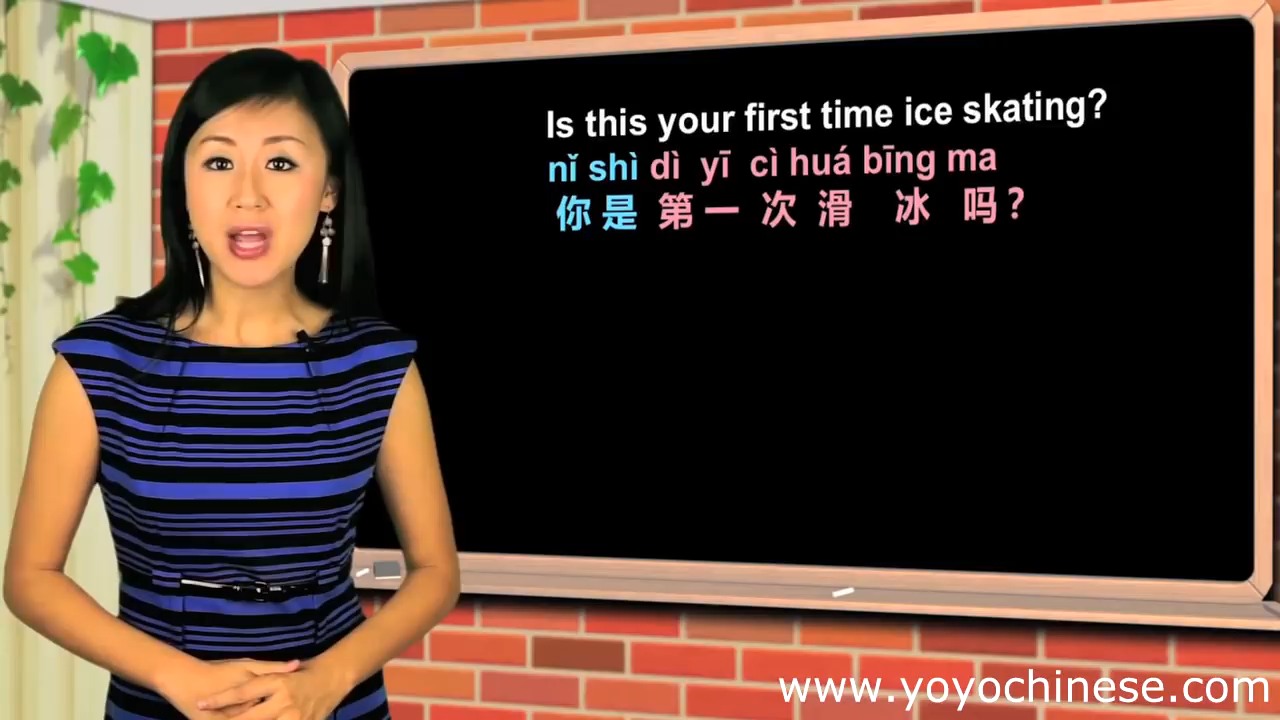 Is this your first time ice skating?
nǐ shì dì yī cì huá bīng ma
你是第一次滑冰吗?
www.yoyochinese.com